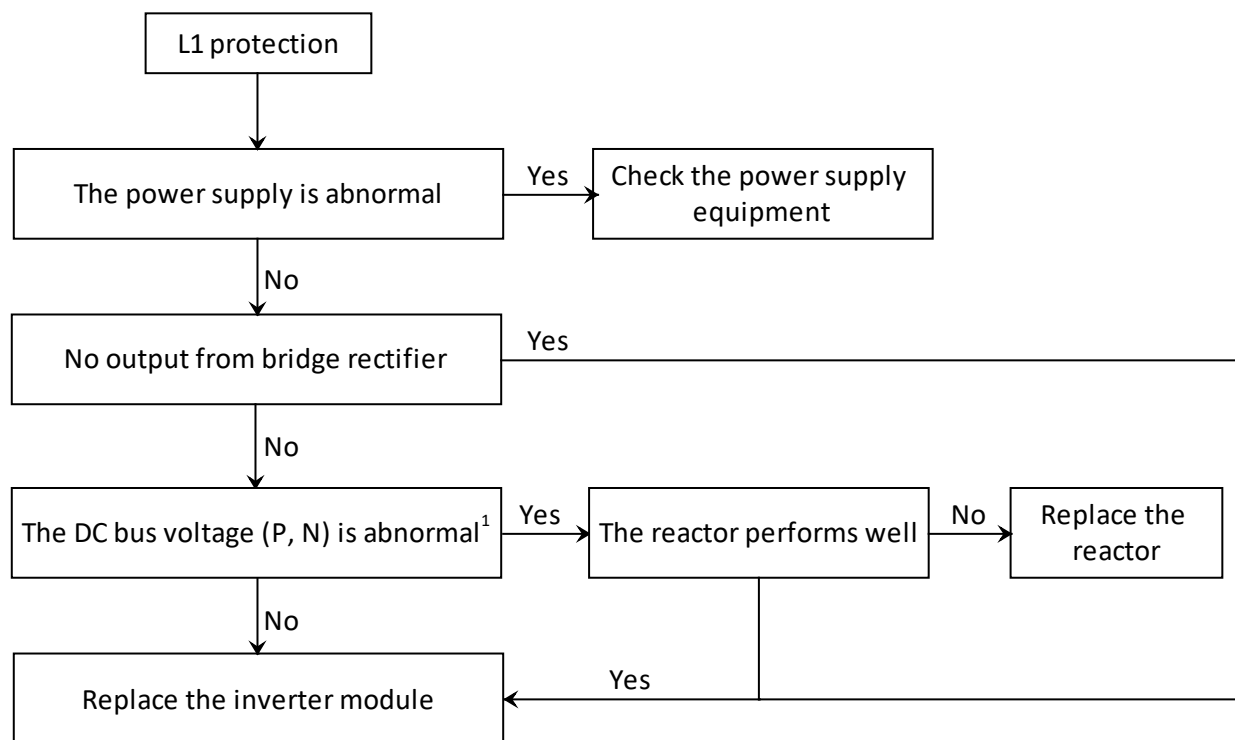 L1 protection
The power supply is abnormal
Yes
Check the power supply
equipment
No
No output from bridge rectifier
Yes
No
The DC bus voltage (P, N) is abnormal¹
Yes
The reactor performs well
No
Replace the
reactor
No
Replace the inverter module
Yes